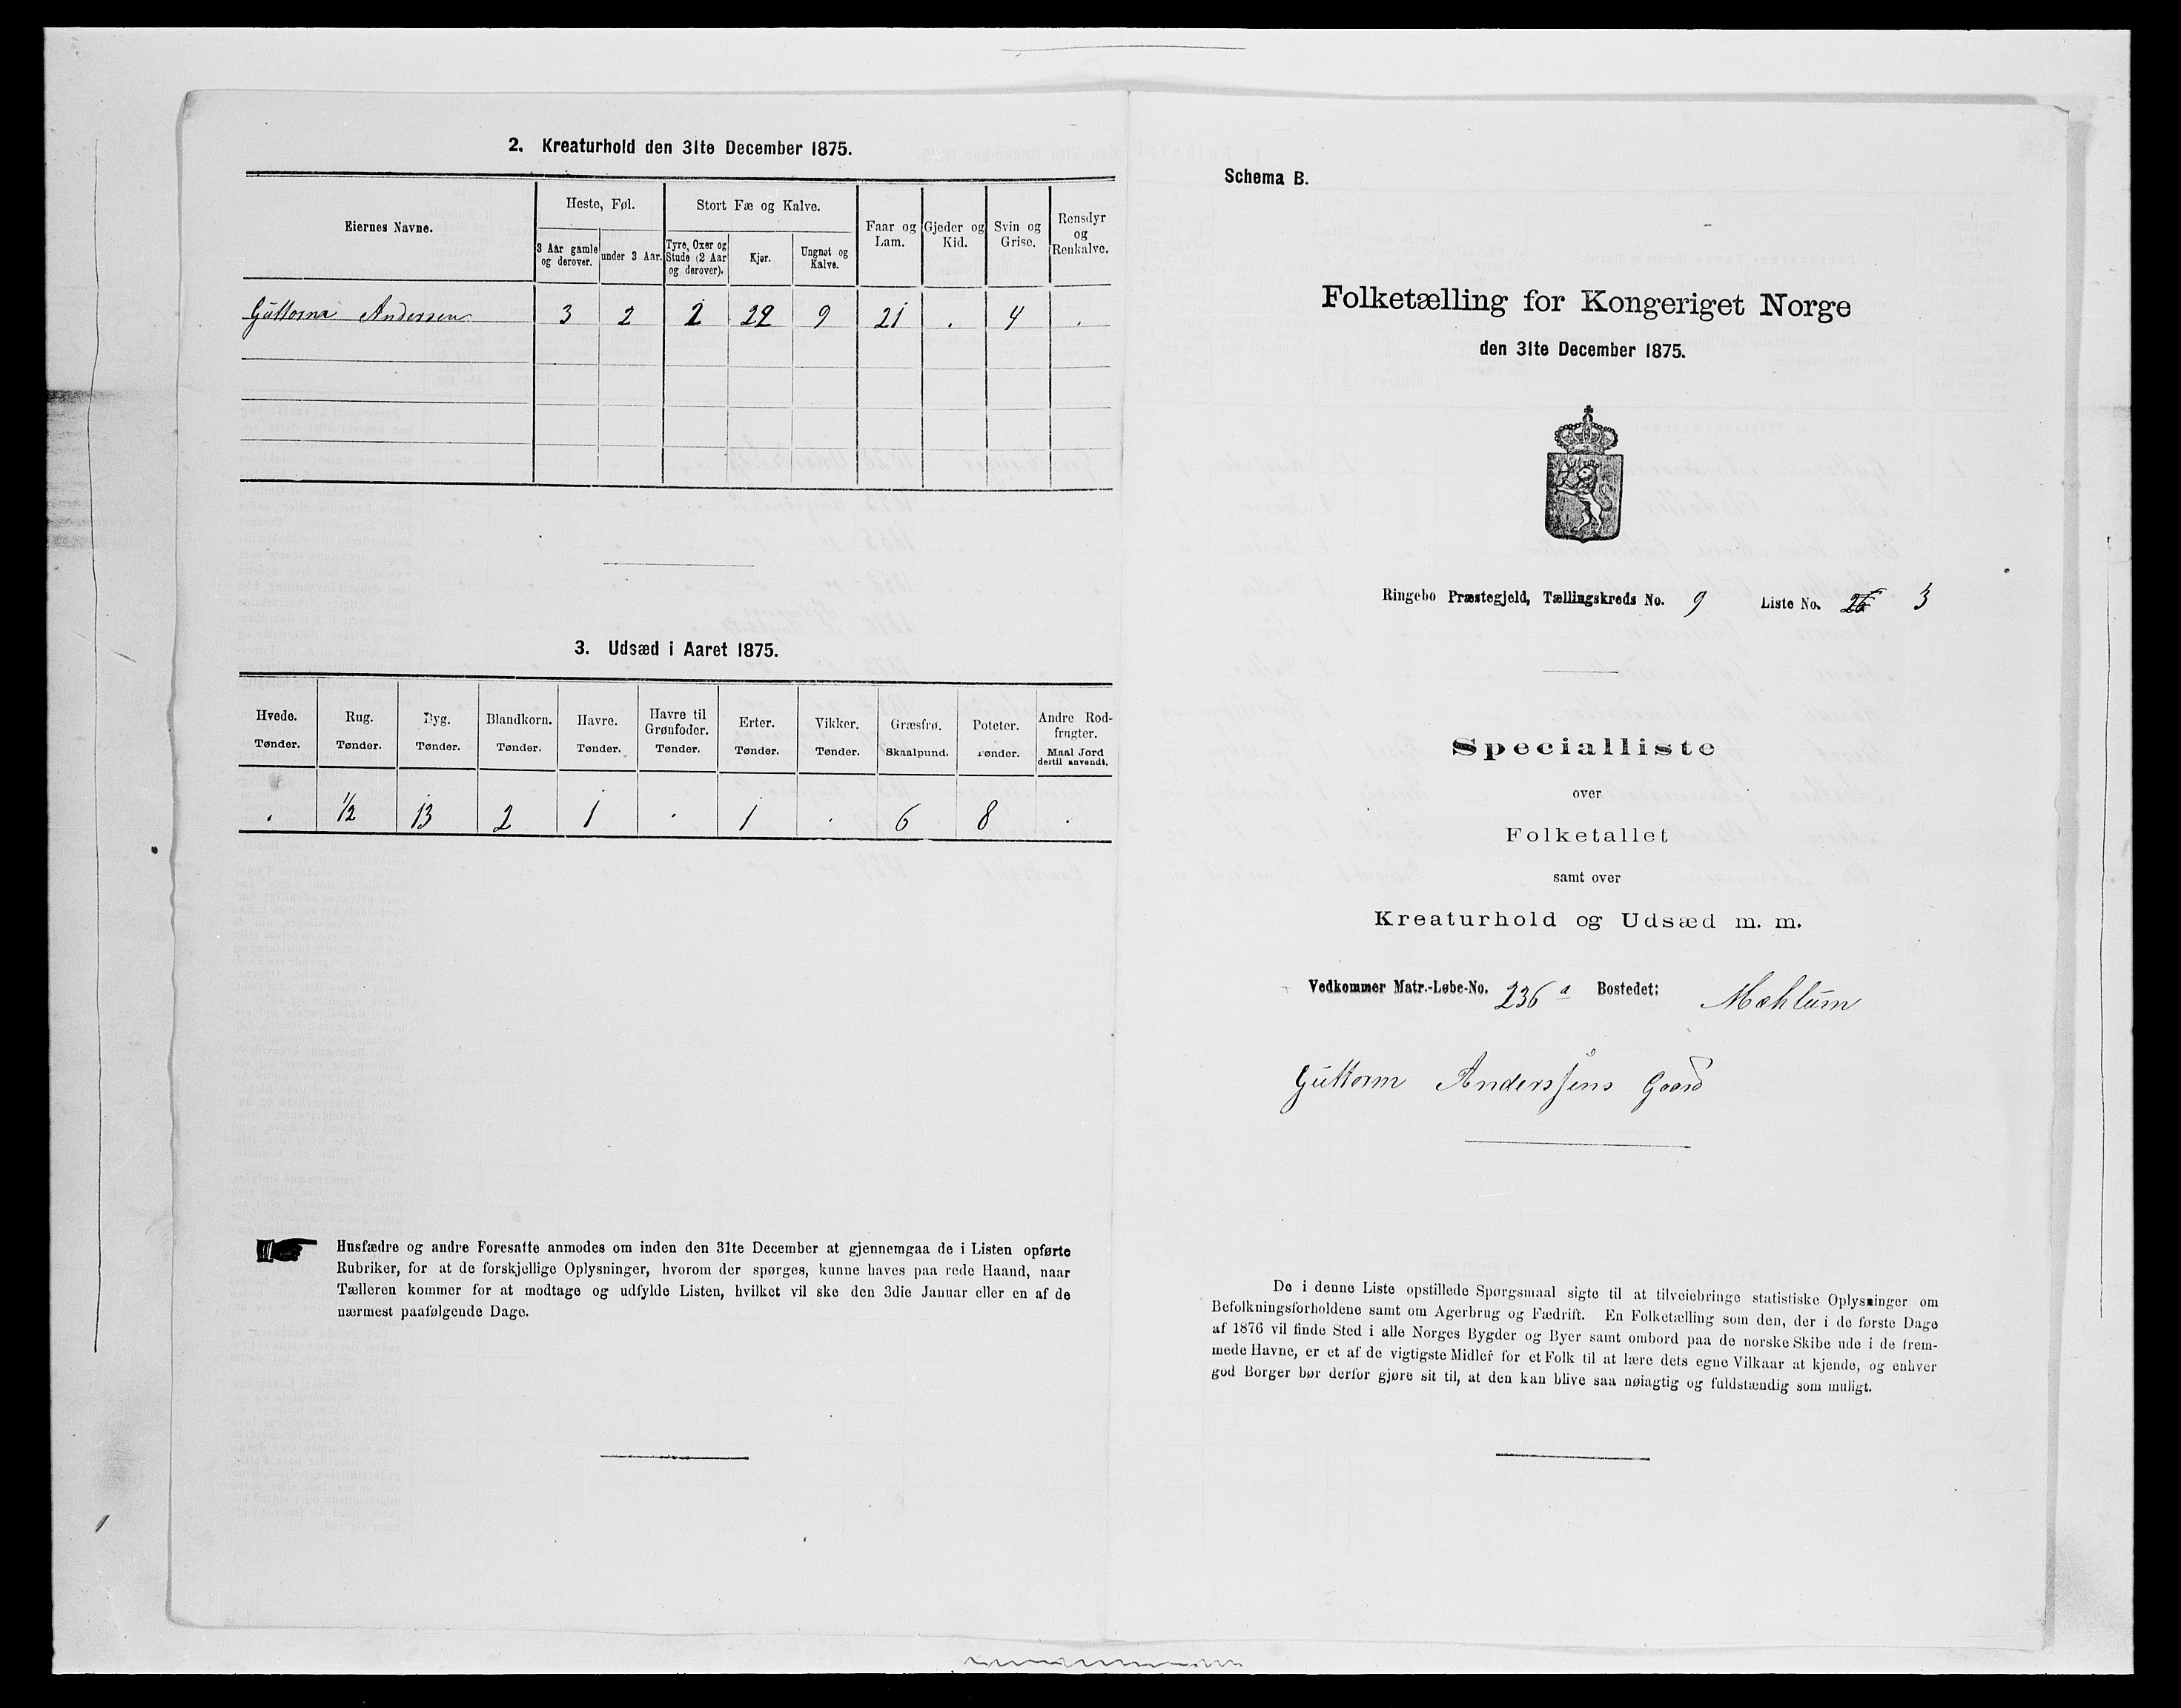 2. Kreaturhold den 31te December 1875.
Eiernes Navne.
Heste, Føl.
Stort Fæ og Kalve.
Faar og Lam.
Gjeder og Kid.
Svin og Grise.
Rensdyr og Renkalve.
3 Aar gamle og derover.
under 3 Aar.
Tyre, Oxer og Stude (2 Aar og derover).
Kjør.
Ungnøt og Kalve.
Guttorm Andersen 3 2 2 22 9 21 . 4 .
3. Udsæd i Aaret 1875.
Hvede. Rug. Byg. Blandkorn. Havre. Havre til Grønfoder. Erter. Vikker. Græsfrø. Poteter. Andre Rodfrugter.
Tønder. Tønder. Tønder. Tønder. Tønder. Tønder. Tønder. Tønder. Skaalpund. Tønder. Maal Jord dertil anvendt.
. 1/2 13 2 1 . 1 . 6 8 .
Husfædre og andre Foresatte anmodes om inden den 31te December at gjennemgaa de i Listen opførte
Rubriker, for at de forskjellige Oplysninger, hvorom der spørges, kunne haves paa rede Haand, naar
Tælleren kommer for at modtage og udfylde Listen, hvilket vil ske den 3die Januar eller en af de
nærmest paafølgende Dage.
Schema B.
Folketælling for Kongeriget Norge
den 31te December 1875.
Ringebo Præstegjeld, Tællingskreds No. 9 Liste No. 3
Specialliste
over
Folketallet
samt over
Kreaturhold og Udsæd m. m.
Vedkommer Matr.-Løbe-No. 236 a Bostedet: Mæhlum
Guttorm Anderssens Gaard
De i denne Liste opstillede Spørgsmaal sigte til at tilveiebringe statistiske Oplysninger om
Befolkningsforholdene samt om Agerbrug og Fædrift. En Folketælling som den, der i de første Dage
af 1876 vil finde Sted i alle Norges Bygder og Byer samt ombord paa de norske Skibe ude i de frem-
mede Havne, er et af de vigtigste Midler for et Folk til at lære dets egne Vilkaar at kjende, og enhver
god Borger bør derfor gjøre sit til, at den kan blive saa nøiagtig og fuldstændig som muligt.